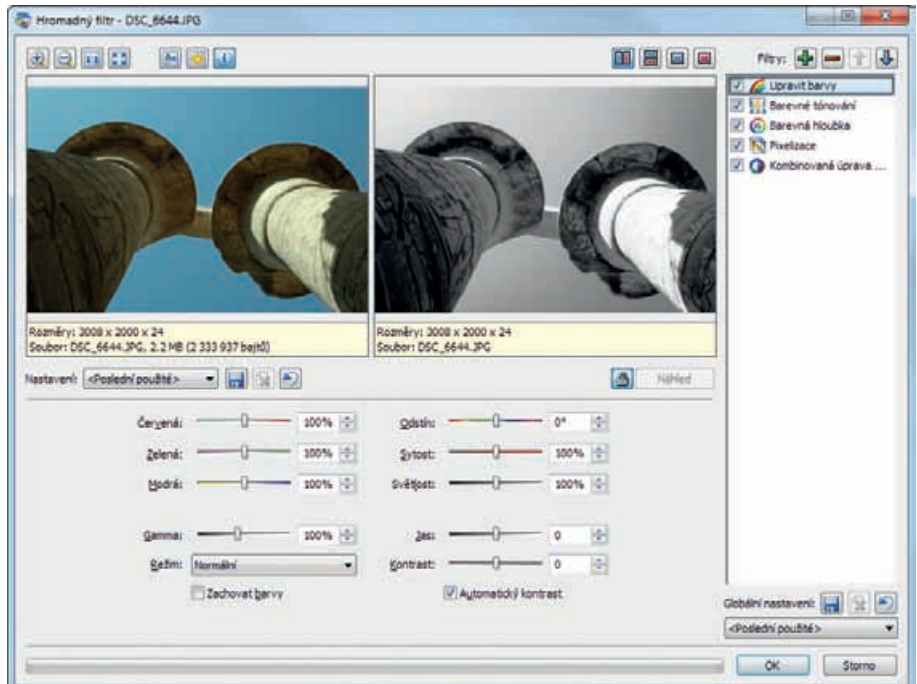 Hromadný filtr - DSC_6644.JPG
Filtry:
Upravit barvy
Barevné tónování
Barevná hloubka
Pixelizace
Kombinovaná úprava ...
Rozměry: 3008 x 2000 x 24
Soubor: DSC_6644.JPG, 2.2 MB (2 333 937 bajtů)
Rozměry: 3008 x 2000 x 24
Soubor: DSC_6644.JPG
Nastavení: <Poslední použité>
Náhled
Červená: 100%
Odstín: 0°
Zelená: 100%
Sytost: 100%
Modrá: 100%
Světlost: 100%
Gamma: 100%
Jas: 0
Režim: Normální
Kontrast: 0
Zachovat barvy
Automatický kontrast
Globální nastavení:
<Poslední použité>
OK
Storno